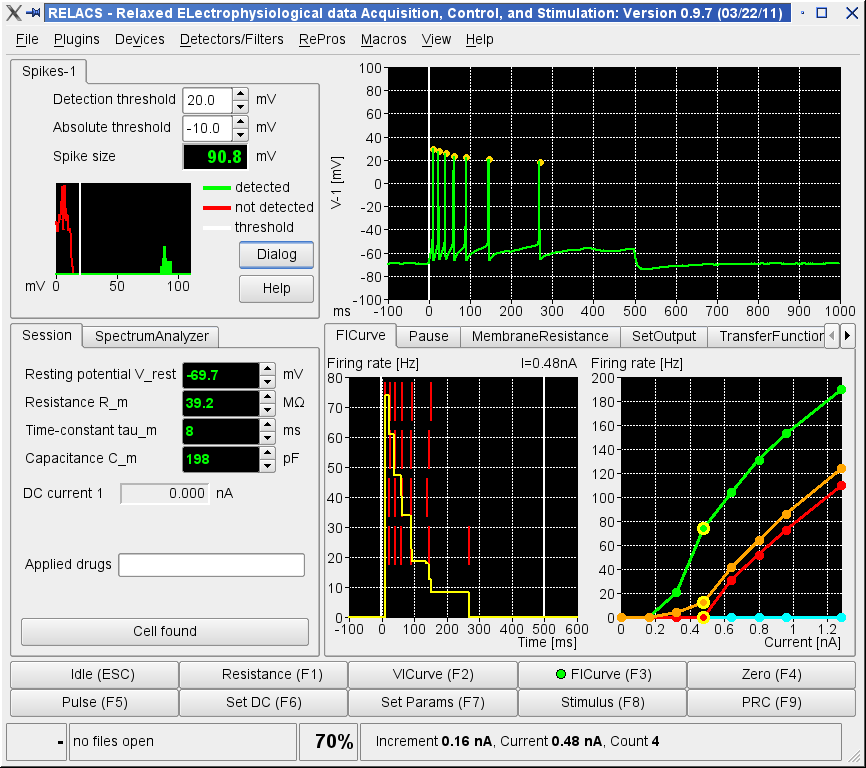 RELACS - Relaxed ELectrophysiological data Acquisition, Control, and Stimulation: Version 0.9.7 (03/22/11)
File Plugins Devices Detectors/Filters RePros Macros View Help
Spikes-1
Detection threshold 20.0 mV
Absolute threshold -10.0 mV
Spike size 90.8 mV
detected
not detected
threshold
Dialog
Help
mV 0 50 100
V-1 [mV]
100
80
60
40
20
0
-20
-40
-60
-80
-100
ms -100 0 100 200 300 400 500 600 700 800 900 1000
Session SpectrumAnalyzer
Resting potential V_rest -69.7 mV
Resistance R_m 39.2 MΩ
Time-constant tau_m 8 ms
Capacitance C_m 198 pF
DC current 1 0.000 nA
Applied drugs
Cell found
FICurve Pause MembraneResistance SetOutput TransferFunction
Firing rate [Hz] I=0.48nA
80
70
60
50
40
30
20
10
0
-100 0 100 200 300 400 500 600
Time [ms]
Firing rate [Hz]
200
180
160
140
120
100
80
60
40
20
0
0 0.2 0.4 0.6 0.8 1 1.2
Current [nA]
Idle (ESC) Resistance (F1) VICurve (F2) FICurve (F3) Zero (F4)
Pulse (F5) Set DC (F6) Set Params (F7) Stimulus (F8) PRC (F9)
- no files open 70% Increment 0.16 nA, Current 0.48 nA, Count 4